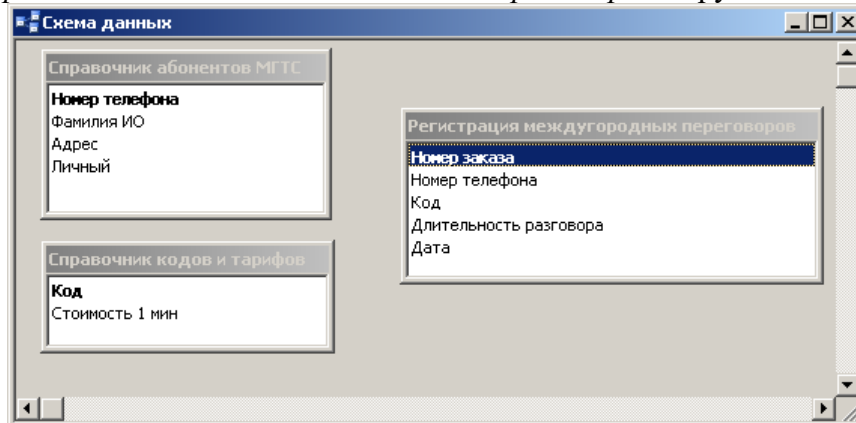 Схема данных
Справочник абонентов МГТС
Номер телефона
Фамилия ИО
Адрес
Личный
Регистрация междугородных переговоров
Номер заказа
Номер телефона
Код
Длительность разговора
Дата
Справочник кодов и тарифов
Код
Стоимость 1 мин